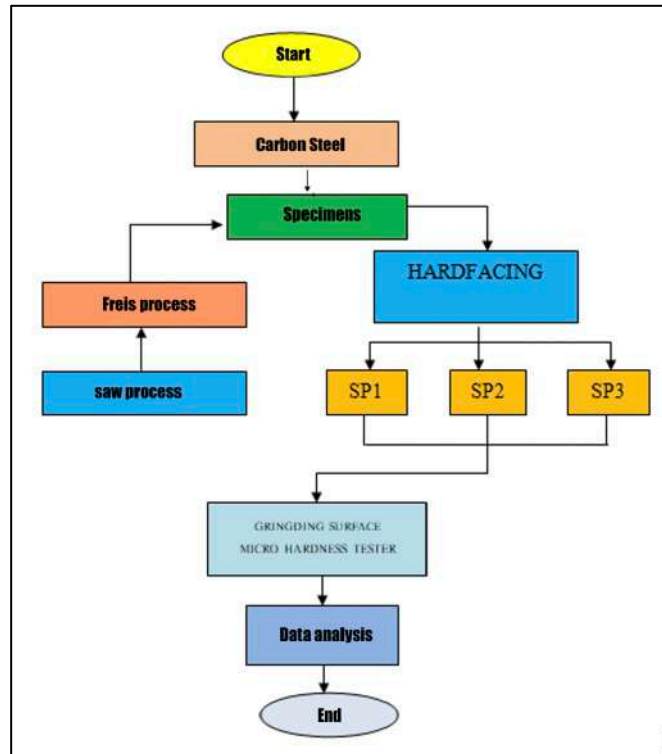 Start
Carbon Steel
Specimens
HARDFACING
Freis process
saw process
SP1
SP2
SP3
GRINGDING SURFACE
MICRO HARDNESS TESTER
Data analysis
End